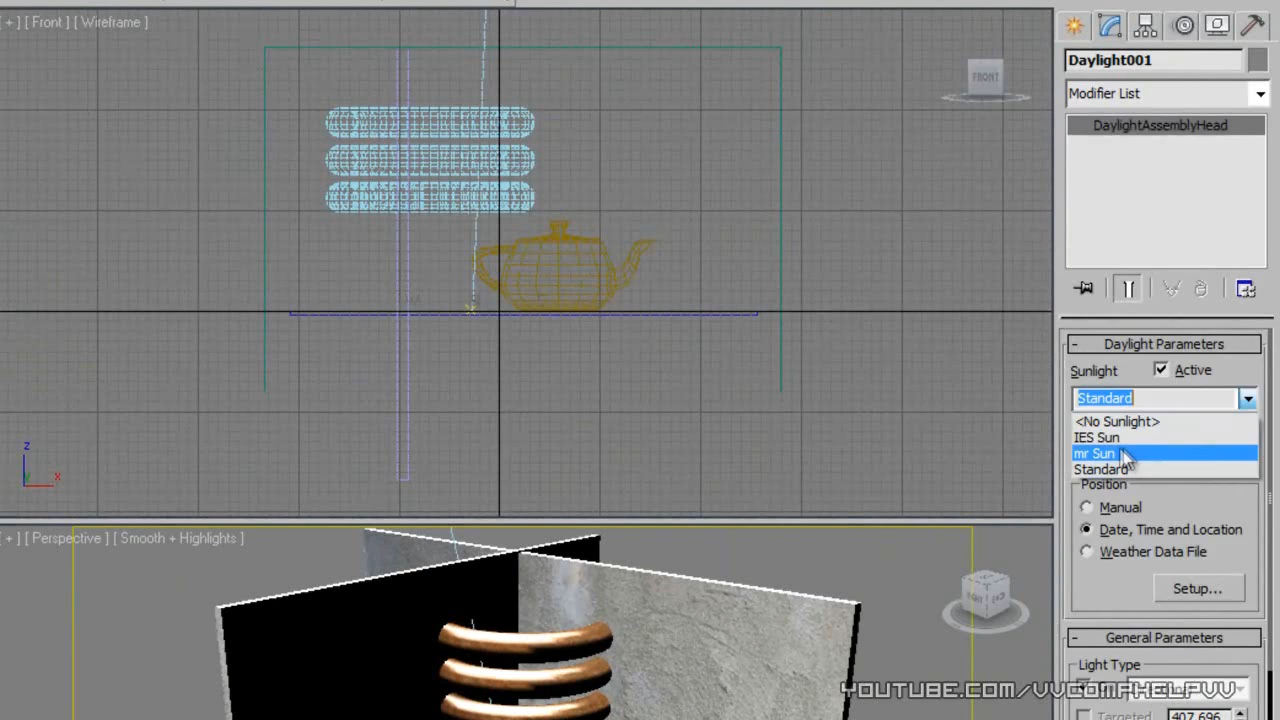 [ + ] [ Front ] [ Wireframe ]
FRONT
Daylight001
Modifier List
DaylightAssemblyHead
- Daylight Parameters
Sunlight Active
Standard
<No Sunlight>
IES Sun
mr Sun
Standard
Position
Manual
Date, Time and Location
Weather Data File
Setup...
z
x
[ + ] [ Perspective ] [ Smooth + Highlights ]
- General Parameters
Light Type
YOUTUBE.COM/VVCOMPHELPVV
Targeted 407.696